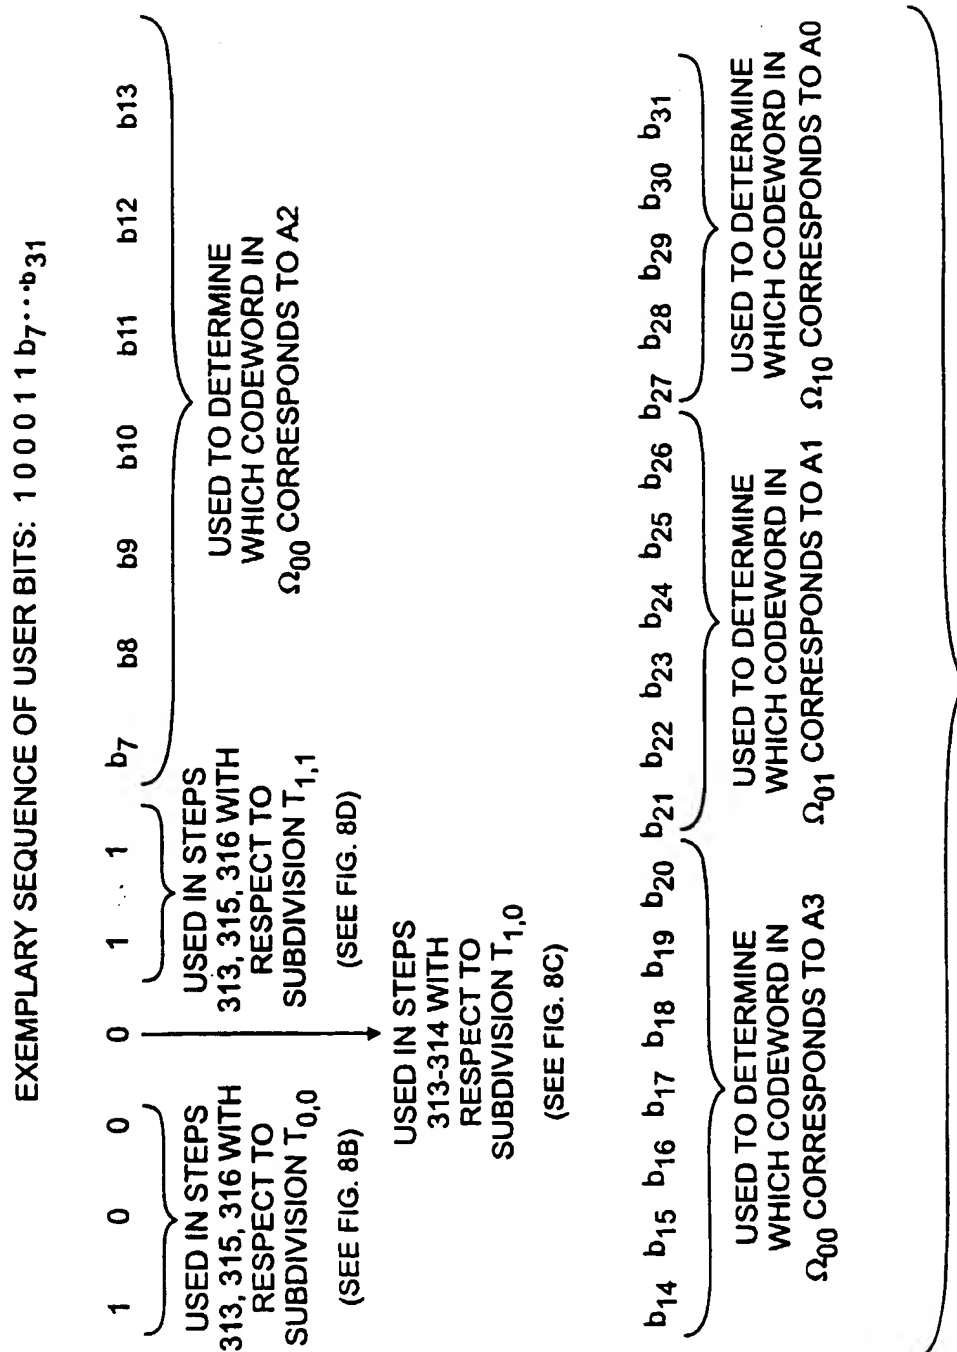 EXEMPLARY SEQUENCE OF USER BITS: 1 0 0 0 1 1 b7···b31
1 0 0 0 1 1 b7 b8 b9 b10 b11 b12 b13
USED IN STEPS
313, 315, 316 WITH
RESPECT TO
SUBDIVISION T0,0
(SEE FIG. 8B)
USED IN STEPS
313-314 WITH
RESPECT TO
SUBDIVISION T1,0
(SEE FIG. 8C)
USED IN STEPS
313, 315, 316 WITH
RESPECT TO
SUBDIVISION T1,1
(SEE FIG. 8D)
USED TO DETERMINE
WHICH CODEWORD IN
Ω00 CORRESPONDS TO A2
b14 b15 b16 b17 b18 b19 b20 b21 b22 b23 b24 b25 b26 b27 b28 b29 b30 b31
USED TO DETERMINE
WHICH CODEWORD IN
Ω00 CORRESPONDS TO A3
USED TO DETERMINE
WHICH CODEWORD IN
Ω01 CORRESPONDS TO A1
USED TO DETERMINE
WHICH CODEWORD IN
Ω10 CORRESPONDS TO A0